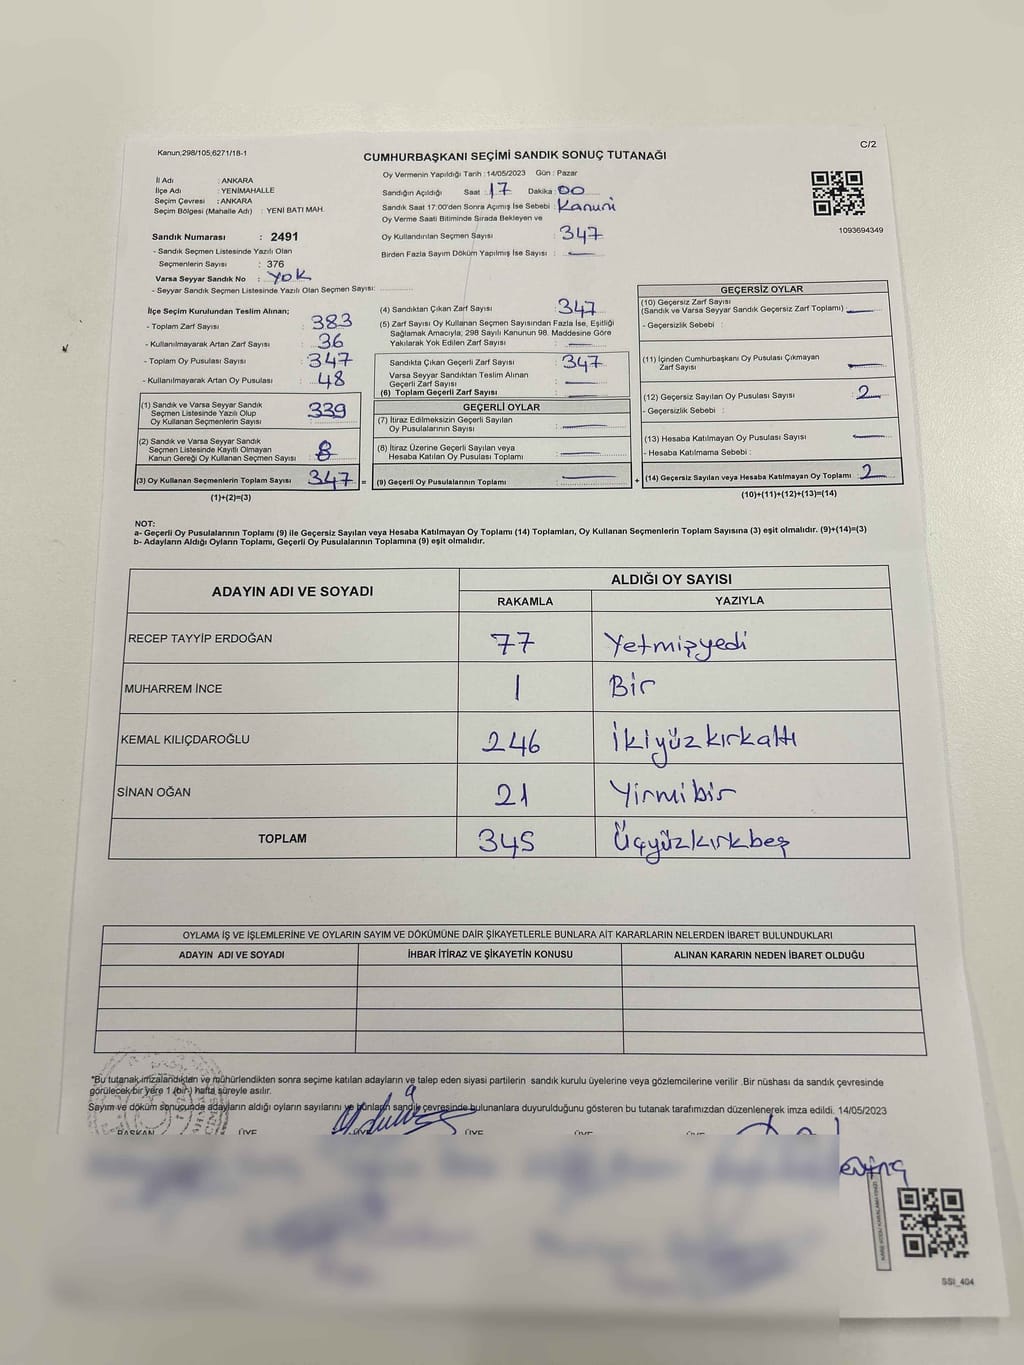 Kanun;298/105;6271/18-1
C/2
CUMHURBAŞKANI SEÇİMİ SANDIK SONUÇ TUTANAĞI
İl Adı : ANKARA
İlçe Adı : YENİMAHALLE
Seçim Çevresi : ANKARA
Seçim Bölgesi (Mahalle Adı) : YENİ BATI MAH.
Sandık Numarası : 2491
- Sandık Seçmen Listesinde Yazılı Olan
Seçmenlerin Sayısı : 376
Varsa Seyyar Sandık No : Yok
- Seyyar Sandık Seçmen Listesinde Yazılı Olan Seçmen Sayısı:
Oy Vermenin Yapıldığı Tarih : 14/05/2023 Gün : Pazar
Sandığın Açıldığı Saat : 17 Dakika : 00
Sandık Saat 17:00'den Sonra Açılmış İse Sebebi : Kanuni
Oy Verme Saati Bitiminde Sırada Bekleyen ve
Oy Kullandırılan Seçmen Sayısı : 347
Birden Fazla Sayım Döküm Yapılmış İse Sayısı : —
1093694349
İlçe Seçim Kurulundan Teslim Alınan;
- Toplam Zarf Sayısı : 383
- Kullanılmayarak Artan Zarf Sayısı : 36
- Toplam Oy Pusulası Sayısı : 347
- Kullanılmayarak Artan Oy Pusulası : 48
(1) Sandık ve Varsa Seyyar Sandık
Seçmen Listesinde Yazılı Olup
Oy Kullanan Seçmenlerin Sayısı : 339
(2) Sandık ve Varsa Seyyar Sandık
Seçmen Listesinde Kayıtlı Olmayan
Kanun Gereği Oy Kullanan Seçmen Sayısı : 8
(3) Oy Kullanan Seçmenlerin Toplam Sayısı : 347 =
(1)+(2)=(3)
(4) Sandıktan Çıkan Zarf Sayısı : 347
(5) Zarf Sayısı Oy Kullanan Seçmen Sayısından Fazla İse, Eşitliği
Sağlamak Amacıyla; 298 Sayılı Kanunun 98. Maddesine Göre
Yakılarak Yok Edilen Zarf Sayısı : —
Sandıkta Çıkan Geçerli Zarf Sayısı : 347
Varsa Seyyar Sandıktan Teslim Alınan
Geçerli Zarf Sayısı : —
(6) Toplam Geçerli Zarf Sayısı : —
GEÇERLİ OYLAR
(7) İtiraz Edilmeksizin Geçerli Sayılan
Oy Pusulalarının Sayısı : —
(8) İtiraz Üzerine Geçerli Sayılan veya
Hesaba Katılan Oy Pusulası Toplamı : —
(9) Geçerli Oy Pusulalarının Toplamı : — +
GEÇERSİZ OYLAR
(10) Geçersiz Zarf Sayısı
(Sandık ve Varsa Seyyar Sandık Geçersiz Zarf Toplamı) : —
- Geçersizlik Sebebi :
(11) İçinden Cumhurbaşkanı Oy Pusulası Çıkmayan
Zarf Sayısı : —
(12) Geçersiz Sayılan Oy Pusulası Sayısı : 2
- Geçersizlik Sebebi :
(13) Hesaba Katılmayan Oy Pusulası Sayısı : —
- Hesaba Katılmama Sebebi :
(14) Geçersiz Sayılan veya Hesaba Katılmayan Oy Toplamı : 2
(10)+(11)+(12)+(13)=(14)
NOT:
a- Geçerli Oy Pusulalarının Toplamı (9) ile Geçersiz Sayılan veya Hesaba Katılmayan Oy Toplamı (14) Toplamları, Oy Kullanan Seçmenlerin Toplam Sayısına (3) eşit olmalıdır. (9)+(14)=(3)
b- Adayların Aldığı Oyların Toplamı, Geçerli Oy Pusulalarının Toplamına (9) eşit olmalıdır.
ADAYIN ADI VE SOYADI ALDIĞI OY SAYISI
RAKAMLA YAZIYLA
RECEP TAYYİP ERDOĞAN 77 Yetmişyedi
MUHARREM İNCE 1 Bir
KEMAL KILIÇDAROĞLU 246 İkiyüzkırkaltı
SİNAN OĞAN 21 Yirmibir
TOPLAM 345 Üçyüzkırkbeş
OYLAMA İŞ VE İŞLEMLERİNE VE OYLARIN SAYIM VE DÖKÜMÜNE DAİR ŞİKAYETLERLE BUNLARA AİT KARARLARIN NELERDEN İBARET BULUNDUKLARI
ADAYIN ADI VE SOYADI İHBAR İTİRAZ VE ŞİKAYETİN KONUSU ALINAN KARARIN NEDEN İBARET OLDUĞU
*Bu tutanak imzalandıktan ve mühürlendikten sonra seçime katılan adayların ve talep eden siyasi partilerin sandık kurulu üyelerine veya gözlemcilerine verilir .Bir nüshası da sandık çevresinde
görülecek bir yere 1 (bir) hafta süreyle asılır.
Sayım ve döküm sonucunda adayların aldığı oyların sayılarını ve bunların sandık çevresinde bulunanlara duyurulduğunu gösteren bu tutanak tarafımızdan düzenlenerek imza edildi. 14/05/2023
BAŞKAN ÜYE ÜYE ÜYE ÜYE ÜYE
SSI_404